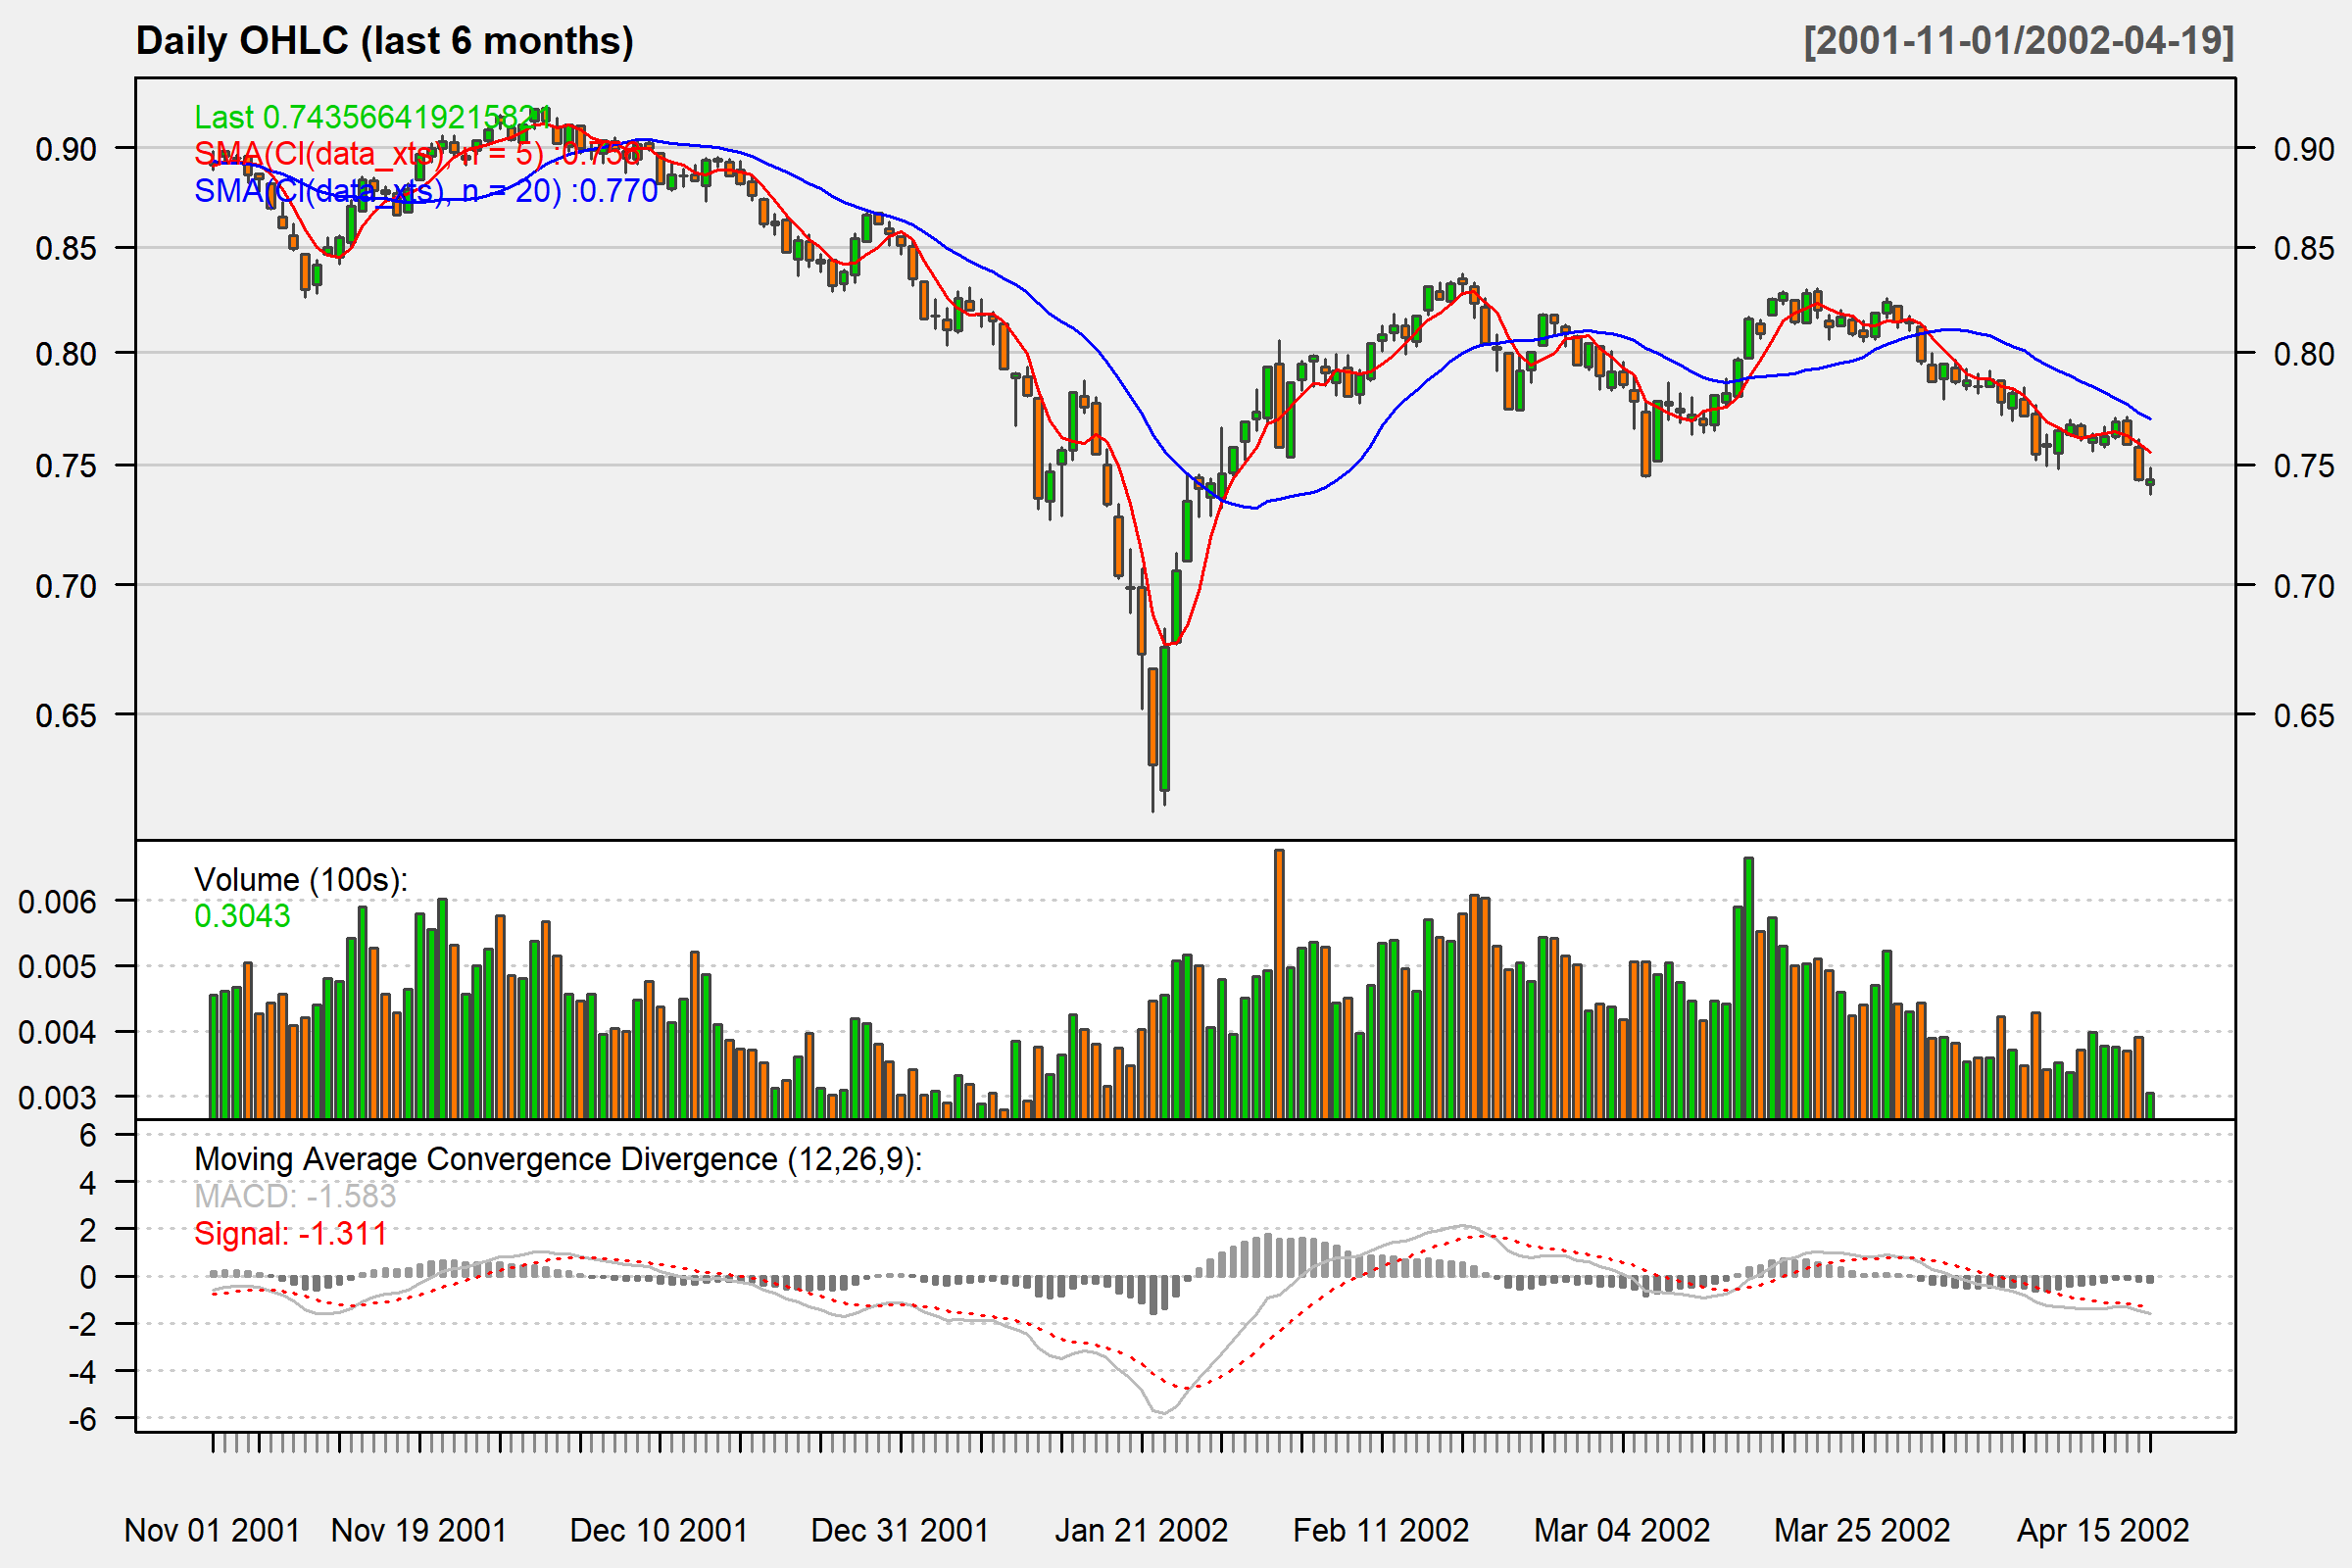 Daily OHLC (last 6 months) [2001-11-01/2002-04-19]
Last 0.7435664192158
SMA(Cl(data_xts), n = 5) :0.75
SMA(Cl(data_xts), n = 20) :0.770
0.90 0.90
0.85 0.85
0.80 0.80
0.75 0.75
0.70 0.70
0.65 0.65
Volume (100s):
0.3043
0.006
0.005
0.004
0.003
Moving Average Convergence Divergence (12,26,9):
MACD: -1.583
Signal: -1.311
6
4
2
0
-2
-4
-6
Nov 01 2001 Nov 19 2001 Dec 10 2001 Dec 31 2001 Jan 21 2002 Feb 11 2002 Mar 04 2002 Mar 25 2002 Apr 15 2002